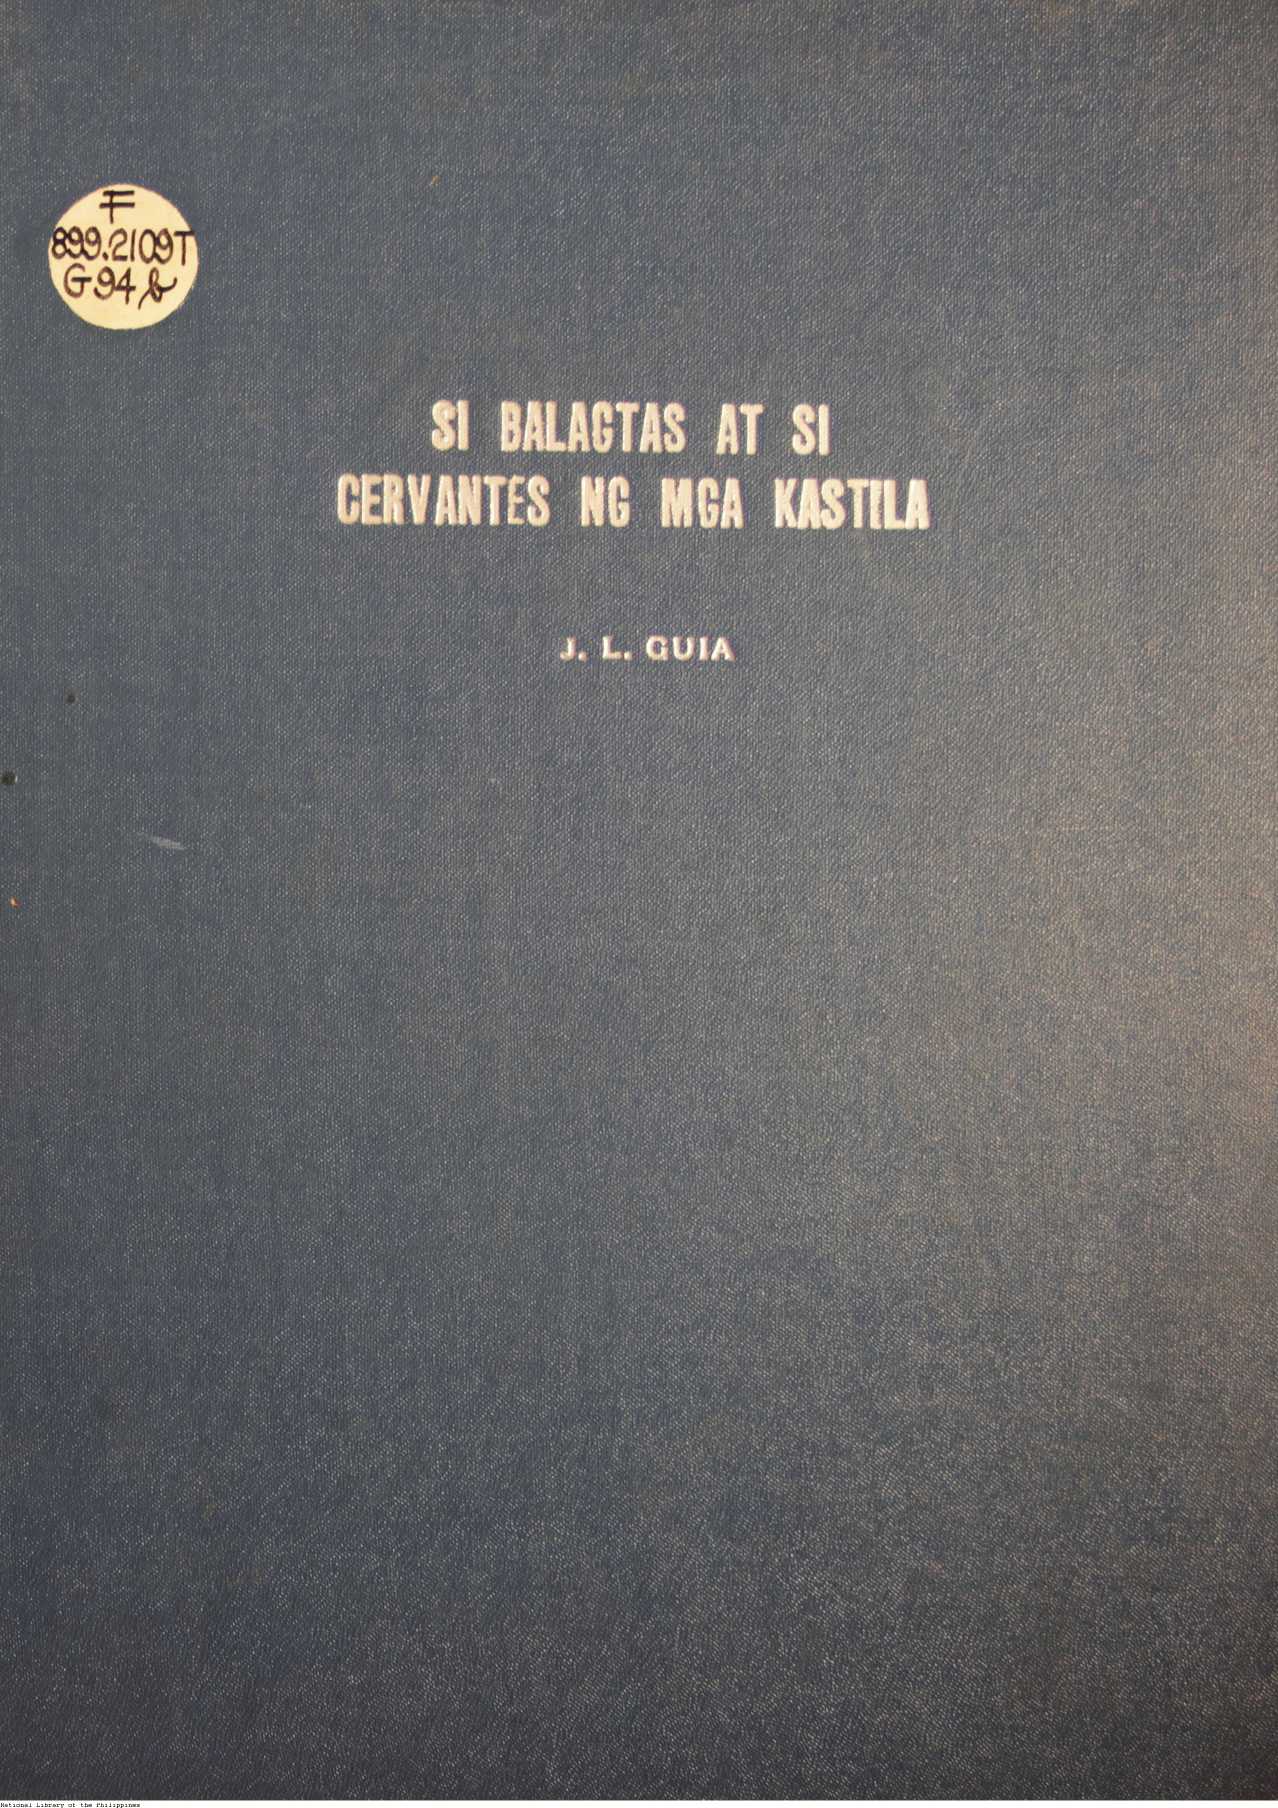 F
899.2109T
G94b
SI BALAGTAS AT SI
CERVANTES NG MGA KASTILA
J. L. GUIA
National Library of the Philippines